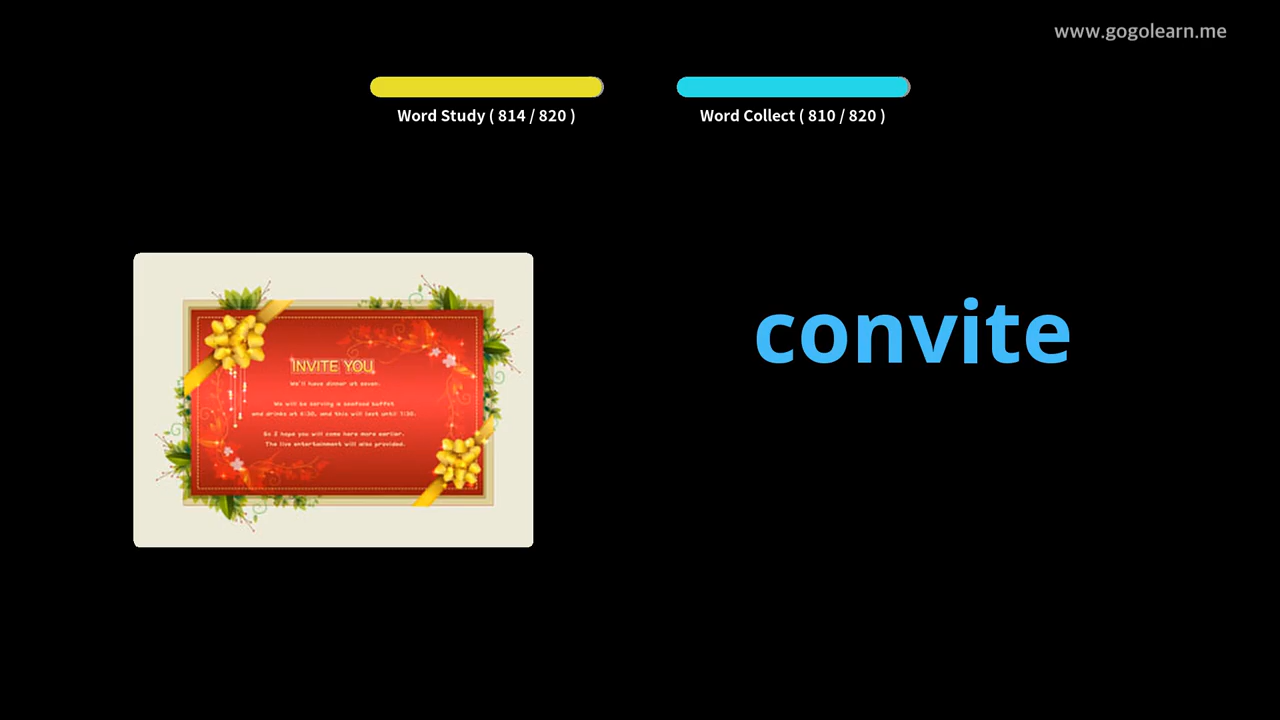 www.gogolearn.me
Word Study ( 814 / 820 )
Word Collect ( 810 / 820 )
convite
INVITE YOU
We'll have dinner at seven.
We will be serving a seafood buffet
and drinks at 6:30, and this will last until 7:30.
So I hope you will come here more earlier.
The live entertainment will also provided.